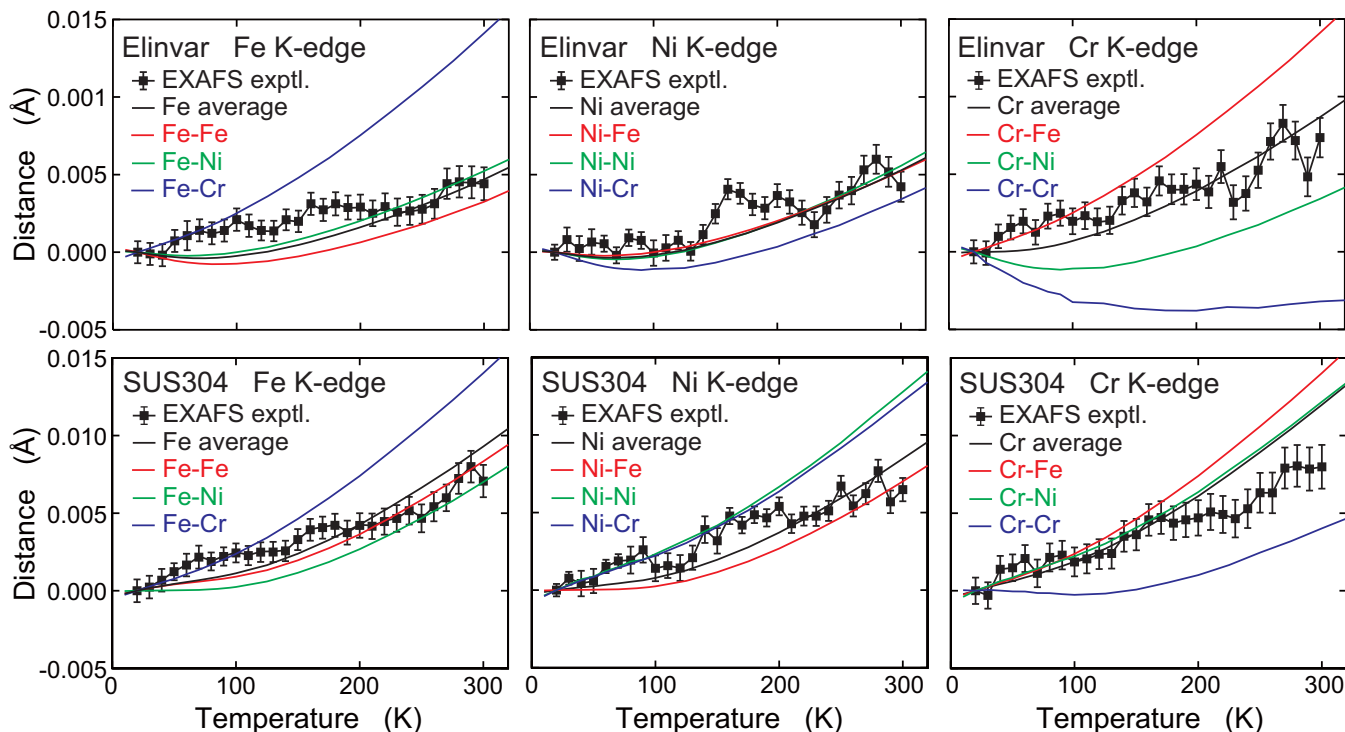 0.015
0.010
0.005
0.000
-0.005
Distance (Å)
Elinvar Fe K-edge
EXAFS exptl.
Fe average
Fe-Fe
Fe-Ni
Fe-Cr
Elinvar Ni K-edge
EXAFS exptl.
Ni average
Ni-Fe
Ni-Ni
Ni-Cr
Elinvar Cr K-edge
EXAFS exptl.
Cr average
Cr-Fe
Cr-Ni
Cr-Cr
0.015
0.010
0.005
0.000
-0.005
Distance (Å)
SUS304 Fe K-edge
EXAFS exptl.
Fe average
Fe-Fe
Fe-Ni
Fe-Cr
SUS304 Ni K-edge
EXAFS exptl.
Ni average
Ni-Fe
Ni-Ni
Ni-Cr
SUS304 Cr K-edge
EXAFS exptl.
Cr average
Cr-Fe
Cr-Ni
Cr-Cr
0 100 200 300
0 100 200 300
0 100 200 300
Temperature (K)
Temperature (K)
Temperature (K)